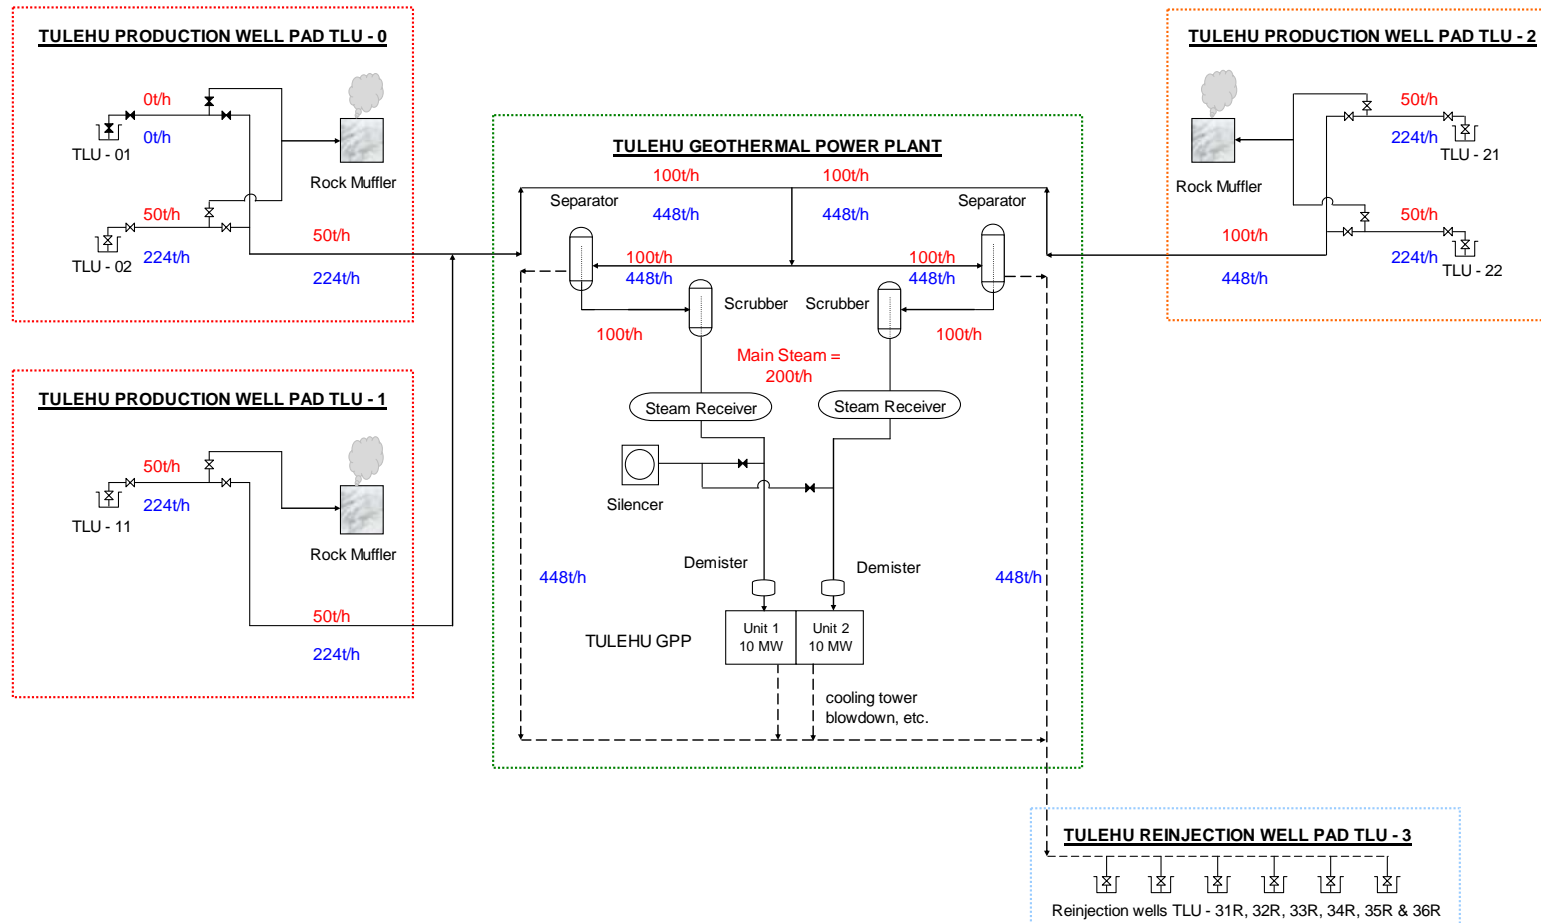 TULEHU PRODUCTION WELL PAD TLU - 0
0t/h
0t/h
TLU - 01
Rock Muffler
50t/h
224t/h
TLU - 02
50t/h
224t/h
TULEHU PRODUCTION WELL PAD TLU - 1
50t/h
224t/h
TLU - 11
Rock Muffler
50t/h
224t/h
TULEHU GEOTHERMAL POWER PLANT
100t/h
100t/h
Separator
Separator
448t/h
448t/h
100t/h
100t/h
448t/h
448t/h
Scrubber
Scrubber
100t/h
100t/h
Main Steam =
200t/h
Steam Receiver
Steam Receiver
Silencer
Demister
Demister
448t/h
448t/h
TULEHU GPP
Unit 1
10 MW
Unit 2
10 MW
cooling tower
blowdown, etc.
TULEHU PRODUCTION WELL PAD TLU - 2
50t/h
224t/h
TLU - 21
Rock Muffler
50t/h
224t/h
TLU - 22
100t/h
448t/h
TULEHU REINJECTION WELL PAD TLU - 3
Reinjection wells TLU - 31R, 32R, 33R, 34R, 35R & 36R